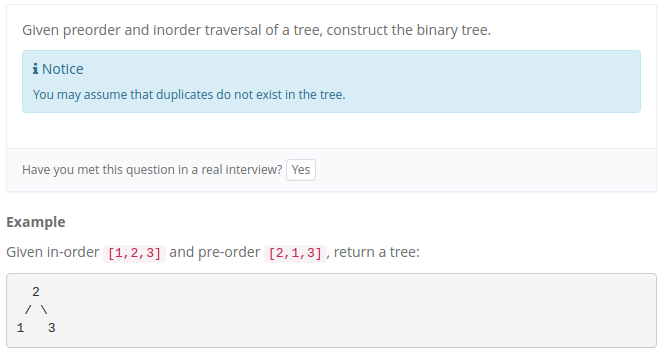 Given preorder and inorder traversal of a tree, construct the binary tree.
i Notice
You may assume that duplicates do not exist in the tree.
Have you met this question in a real interview? Yes
Example
Given in-order [1,2,3] and pre-order [2,1,3], return a tree:
2
/ \
1 3